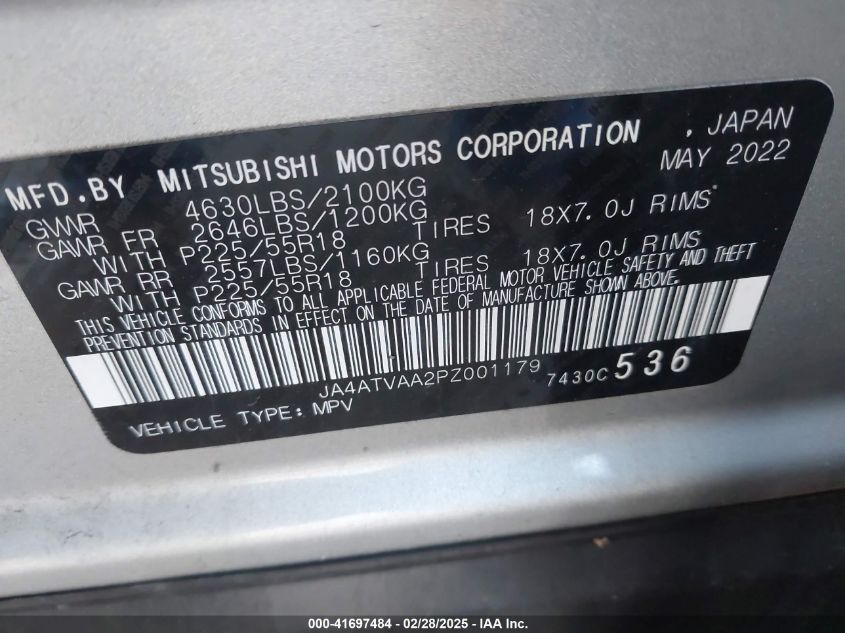 MFD.BY MITSUBISHI MOTORS CORPORATION , JAPAN
MAY 2022
GVWR 4630LBS/2100KG
GAWR FR 2646LBS/1200KG
WITH P225/55R18 TIRES 18X7.0J RIMS
GAWR RR 2557LBS/1160KG
WITH P225/55R18 TIRES 18X7.0J RIMS
THIS VEHICLE CONFORMS TO ALL APPLICABLE FEDERAL MOTOR VEHICLE SAFETY AND THEFT
PREVENTION STANDARDS IN EFFECT ON THE DATE OF MANUFACTURE SHOWN ABOVE.
JA4ATVAA2PZ001179 7430C 536
VEHICLE TYPE: MPV
000-41697484 / 02/28/2025 / IAA Inc.